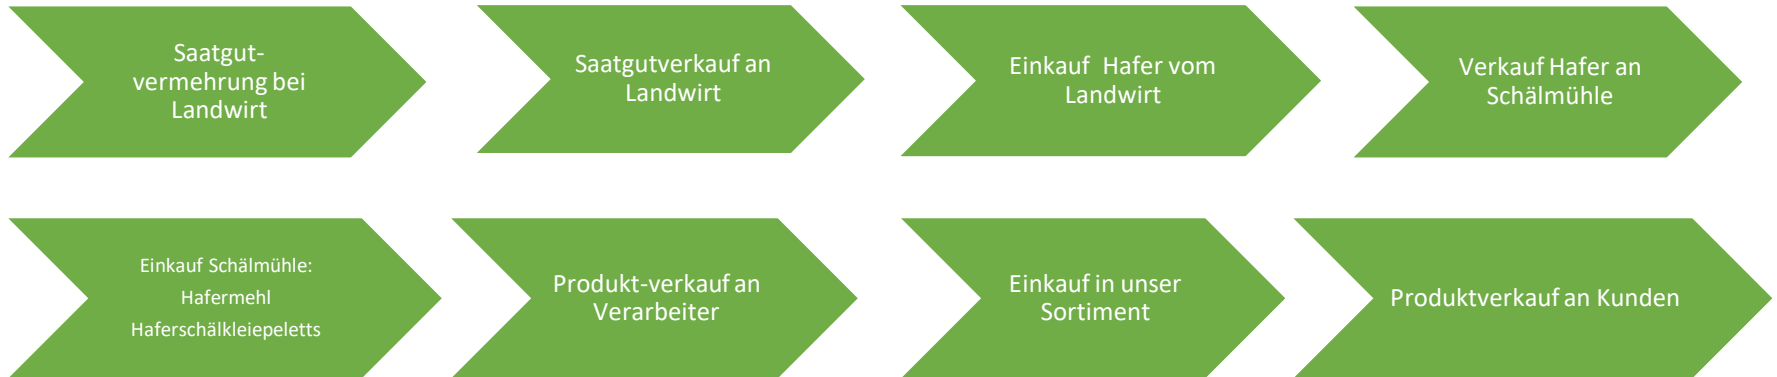 Saatgut-
vermehrung bei
Landwirt
Saatgutverkauf an
Landwirt
Einkauf Hafer vom
Landwirt
Verkauf Hafer an
Schälmühle
Einkauf Schälmühle:
Hafermehl
Haferschälkleiepeletts
Produkt-verkauf an
Verarbeiter
Einkauf in unser
Sortiment
Produktverkauf an Kunden